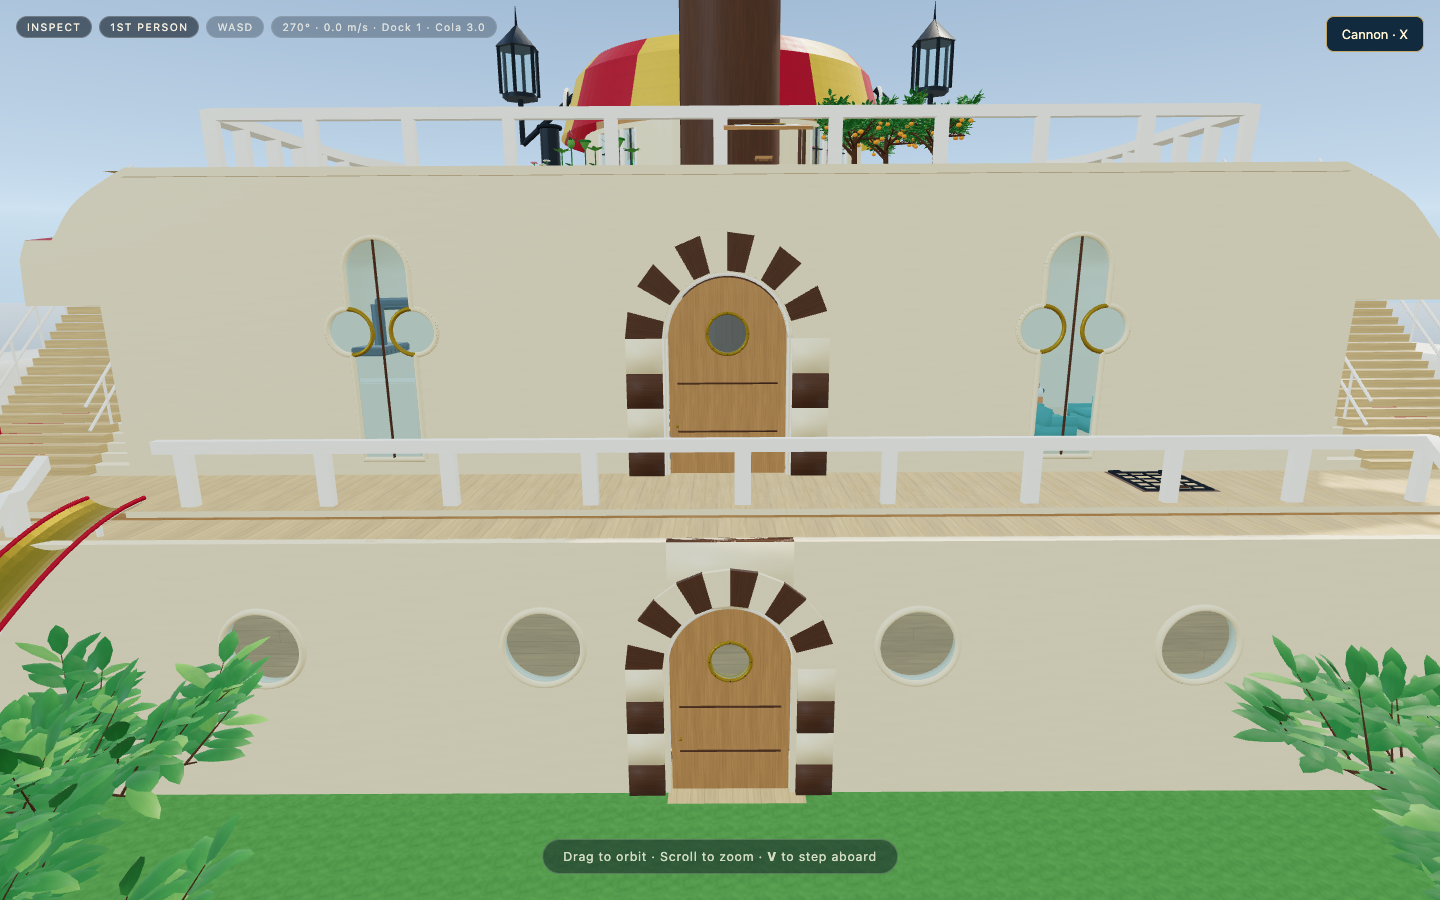 INSPECT 1ST PERSON WASD 270° · 0.0 m/s · Dock 1 · Cola 3.0
Cannon · X
Drag to orbit · Scroll to zoom · V to step aboard